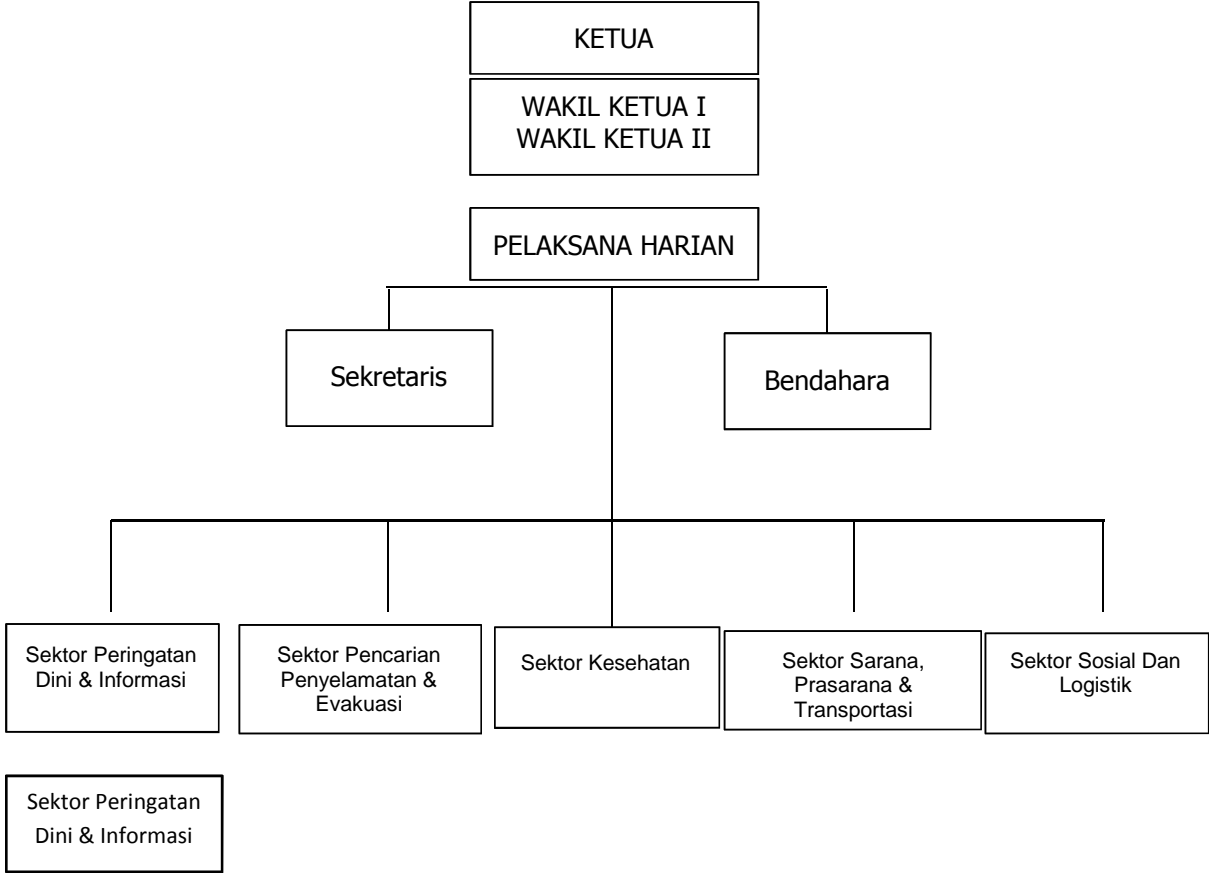 KETUA
WAKIL KETUA I
WAKIL KETUA II
PELAKSANA HARIAN
Sekretaris
Bendahara
Sektor Peringatan
Dini & Informasi
Sektor Pencarian
Penyelamatan &
Evakuasi
Sektor Kesehatan
Sektor Sarana,
Prasarana &
Transportasi
Sektor Sosial Dan
Logistik
Sektor Peringatan
Dini & Informasi